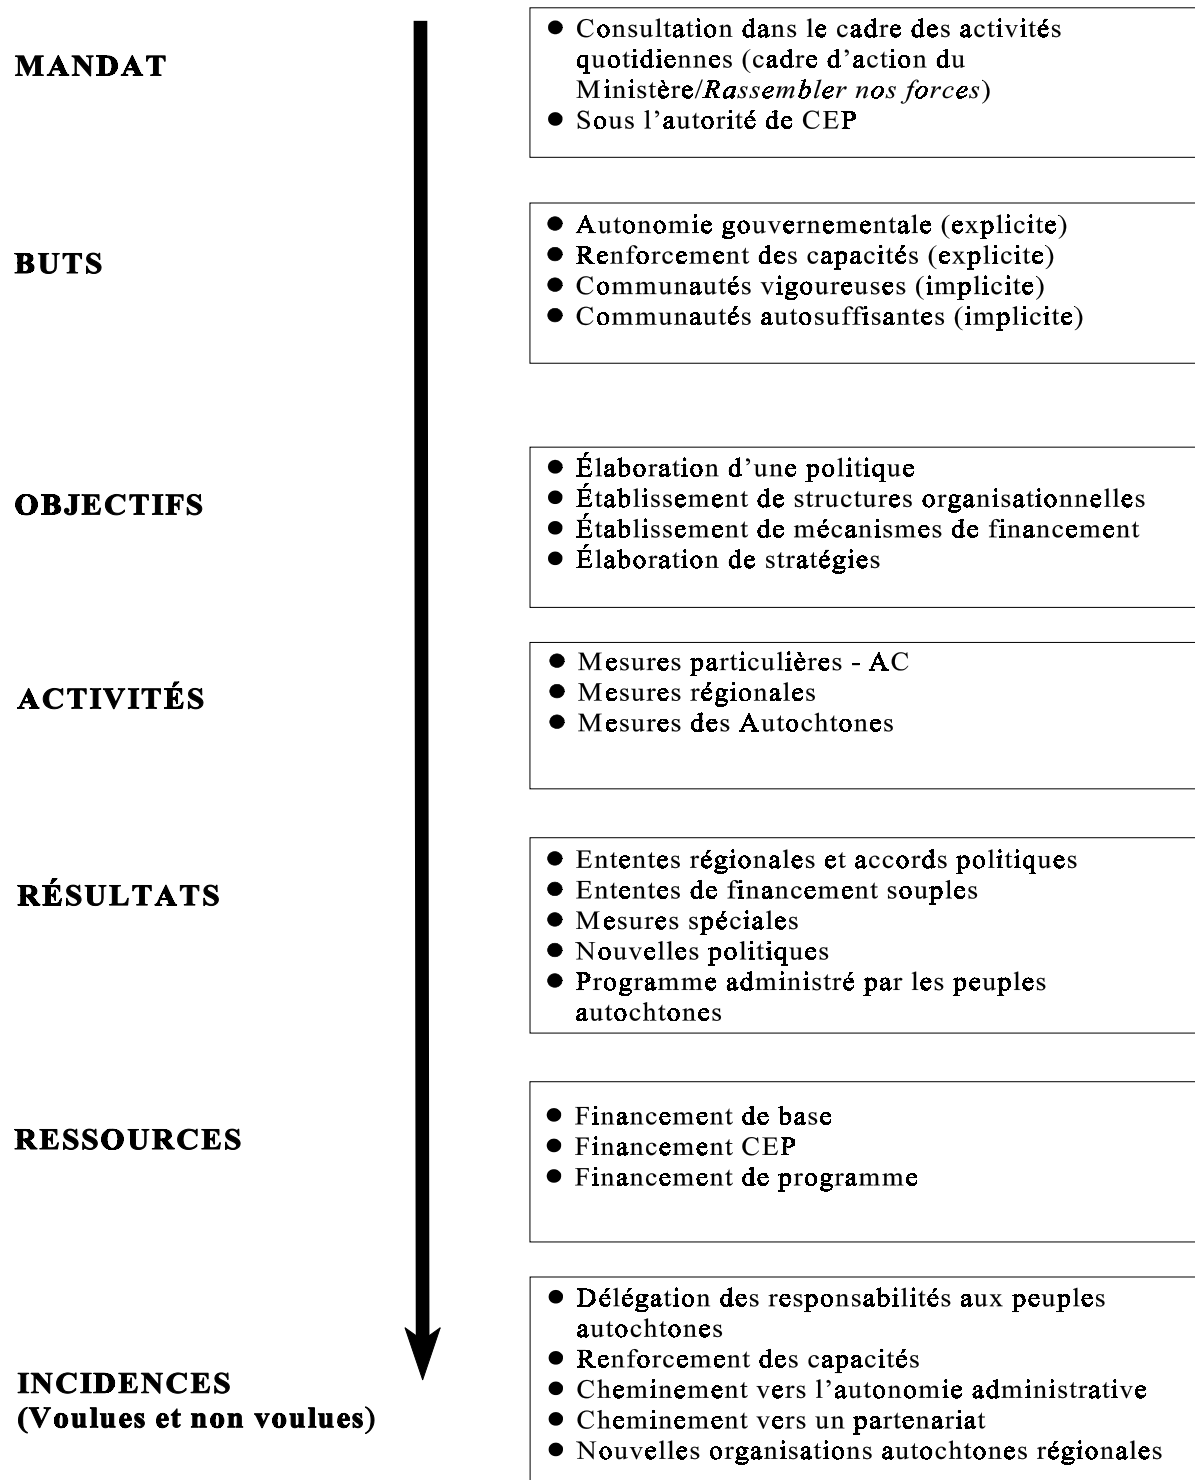 MANDAT
● Consultation dans le cadre des activités
quotidiennes (cadre d'action du
Ministère/Rassembler nos forces)
● Sous l'autorité de CEP
BUTS
● Autonomie gouvernementale (explicite)
● Renforcement des capacités (explicite)
● Communautés vigoureuses (implicite)
● Communautés autosuffisantes (implicite)
OBJECTIFS
● Élaboration d'une politique
● Établissement de structures organisationnelles
● Établissement de mécanismes de financement
● Élaboration de stratégies
ACTIVITÉS
● Mesures particulières - AC
● Mesures régionales
● Mesures des Autochtones
RÉSULTATS
● Ententes régionales et accords politiques
● Ententes de financement souples
● Mesures spéciales
● Nouvelles politiques
● Programme administré par les peuples
autochtones
RESSOURCES
● Financement de base
● Financement CEP
● Financement de programme
INCIDENCES
(Voulues et non voulues)
● Délégation des responsabilités aux peuples
autochtones
● Renforcement des capacités
● Cheminement vers l'autonomie administrative
● Cheminement vers un partenariat
● Nouvelles organisations autochtones régionales